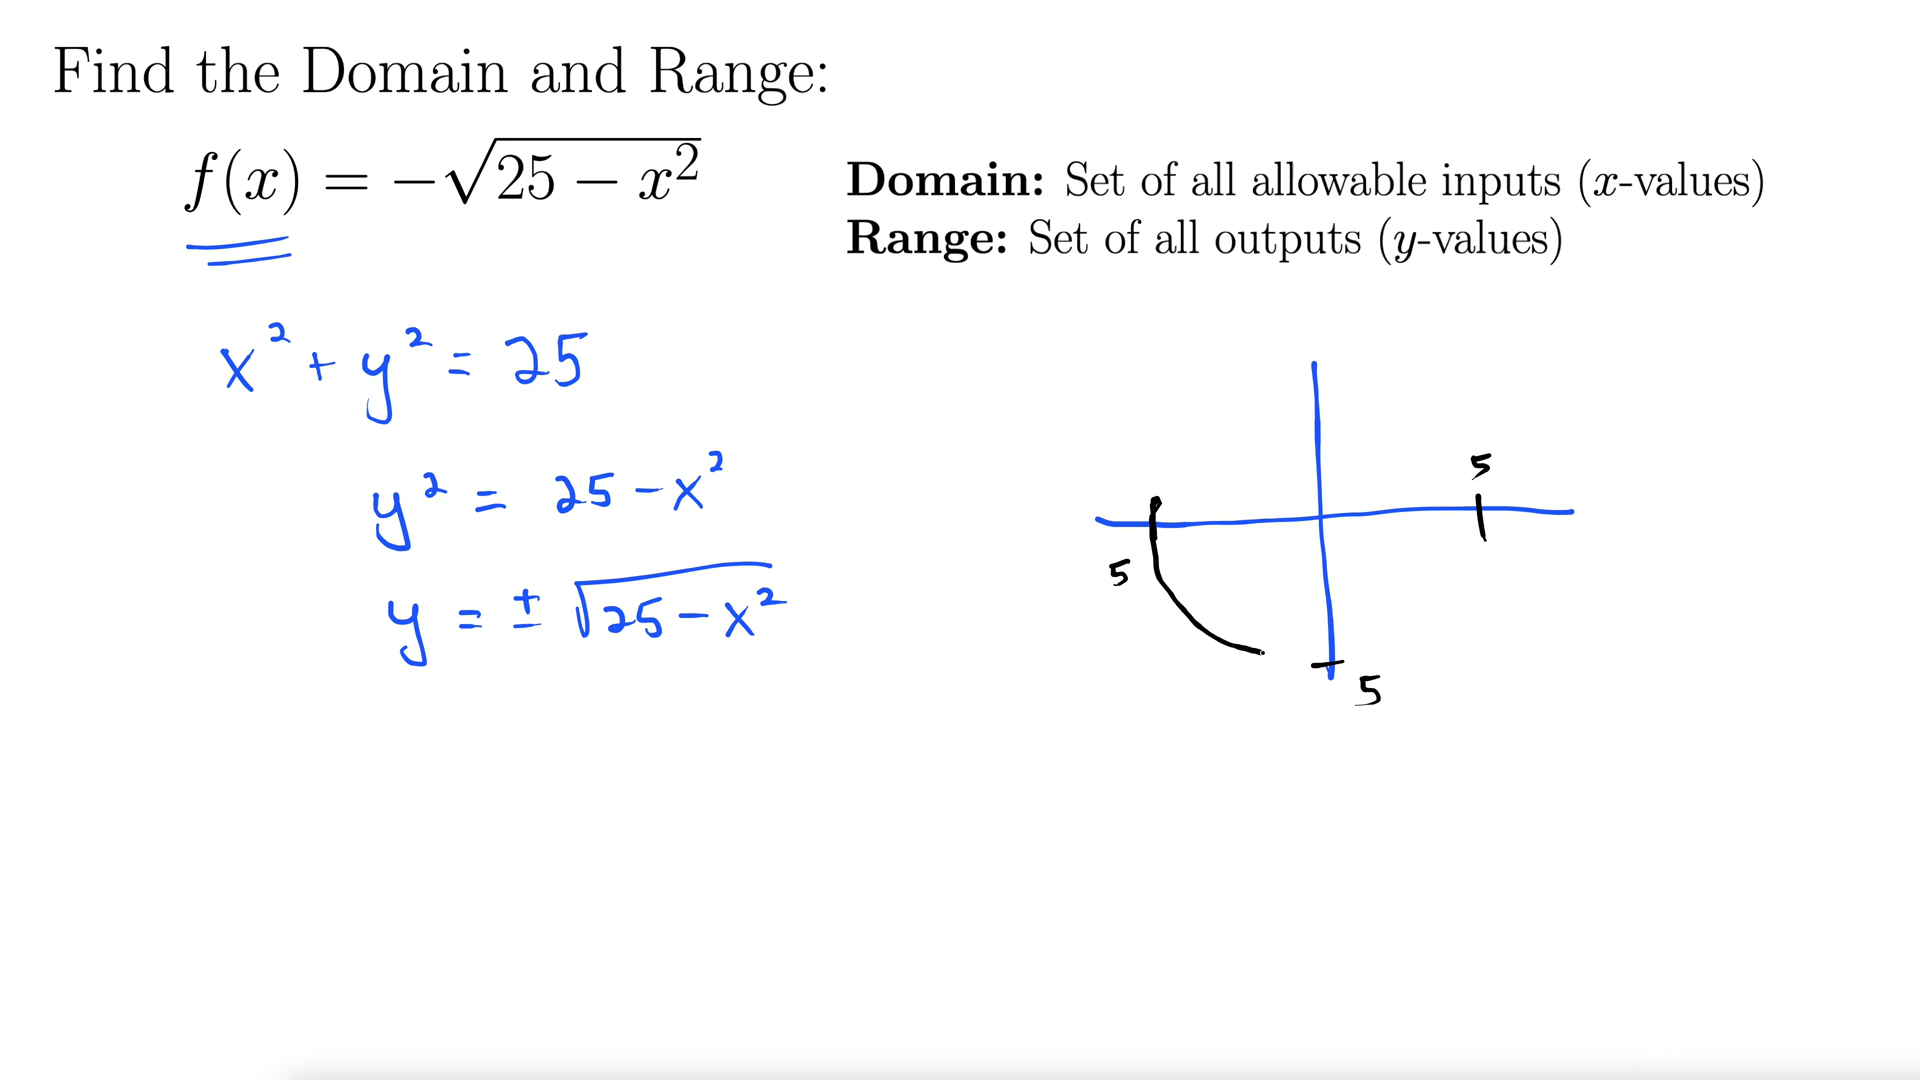 Find the Domain and Range:
f(x) = −√(25 − x²)
Domain: Set of all allowable inputs (x-values)
Range: Set of all outputs (y-values)
x² + y² = 25
y² = 25 − x²
y = ± √(25 − x²)
5
5
5